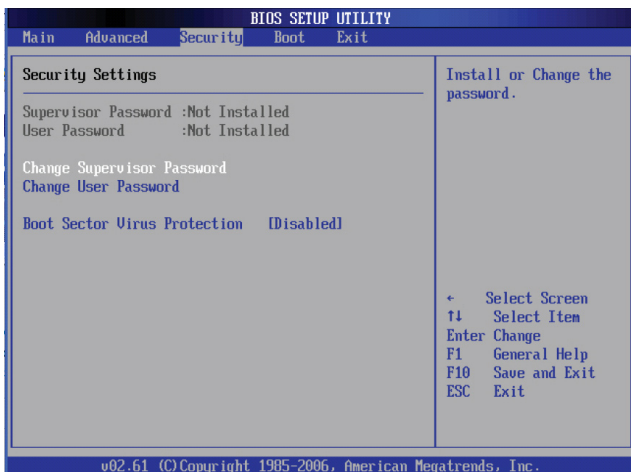 BIOS SETUP UTILITY
Main Advanced Security Boot Exit
Security Settings
Supervisor Password :Not Installed
User Password :Not Installed
Change Supervisor Password
Change User Password
Boot Sector Virus Protection [Disabled]
Install or Change the
password.
← Select Screen
↑↓ Select Item
Enter Change
F1 General Help
F10 Save and Exit
ESC Exit
v02.61 (C)Copyright 1985-2006, American Megatrends, Inc.